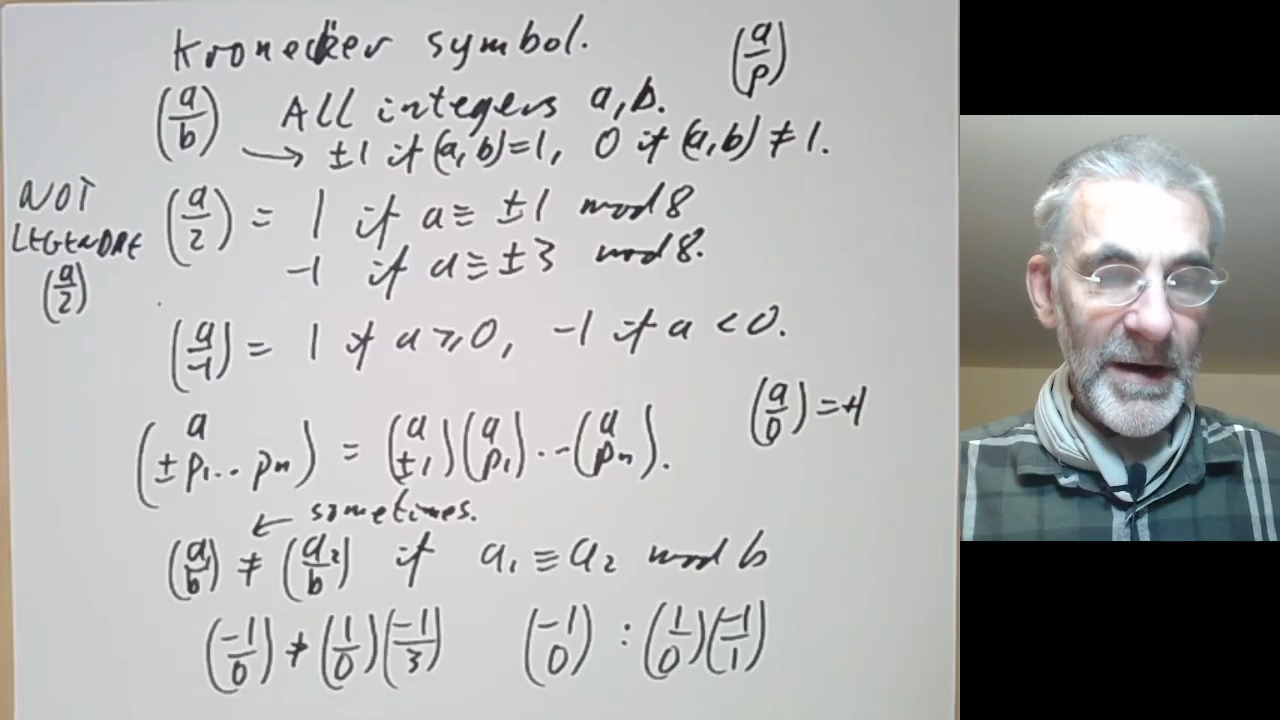 Kronecker symbol. (a/p)
(a/b) All integers a,b.
→ ±1 if (a,b)=1, 0 if (a,b) ≠ 1.
NOT LEGENDRE (a/2)
(a/2) = 1 if a ≡ ±1 mod 8
-1 if a ≡ ±3 mod 8.
(a/-1) = 1 if a ≥ 0, -1 if a < 0.
(a/0) = +1
(a/±p₁...pₙ) = (a/±1)(a/p₁)...(a/pₙ).
← sometimes.
(a₁/b) ≠ (a₂/b) if a₁ ≡ a₂ mod b
(-1/0) ≠ (1/0)(-1/3) (-1/0) : (1/0)(-1/1)